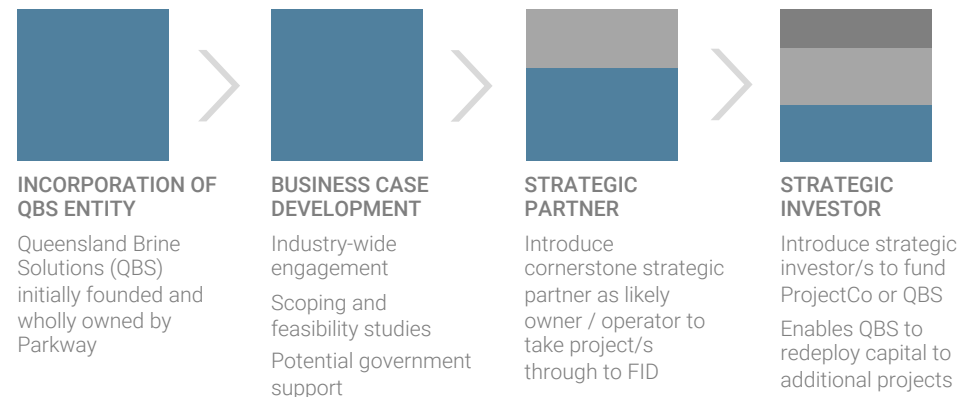 INCORPORATION OF
QBS ENTITY
Queensland Brine
Solutions (QBS)
initially founded and
wholly owned by
Parkway
BUSINESS CASE
DEVELOPMENT
Industry-wide
engagement
Scoping and
feasibility studies
Potential government
support
STRATEGIC
PARTNER
Introduce
cornerstone strategic
partner as likely
owner / operator to
take project/s
through to FID
STRATEGIC
INVESTOR
Introduce strategic
investor/s to fund
ProjectCo or QBS
Enables QBS to
redeploy capital to
additional projects